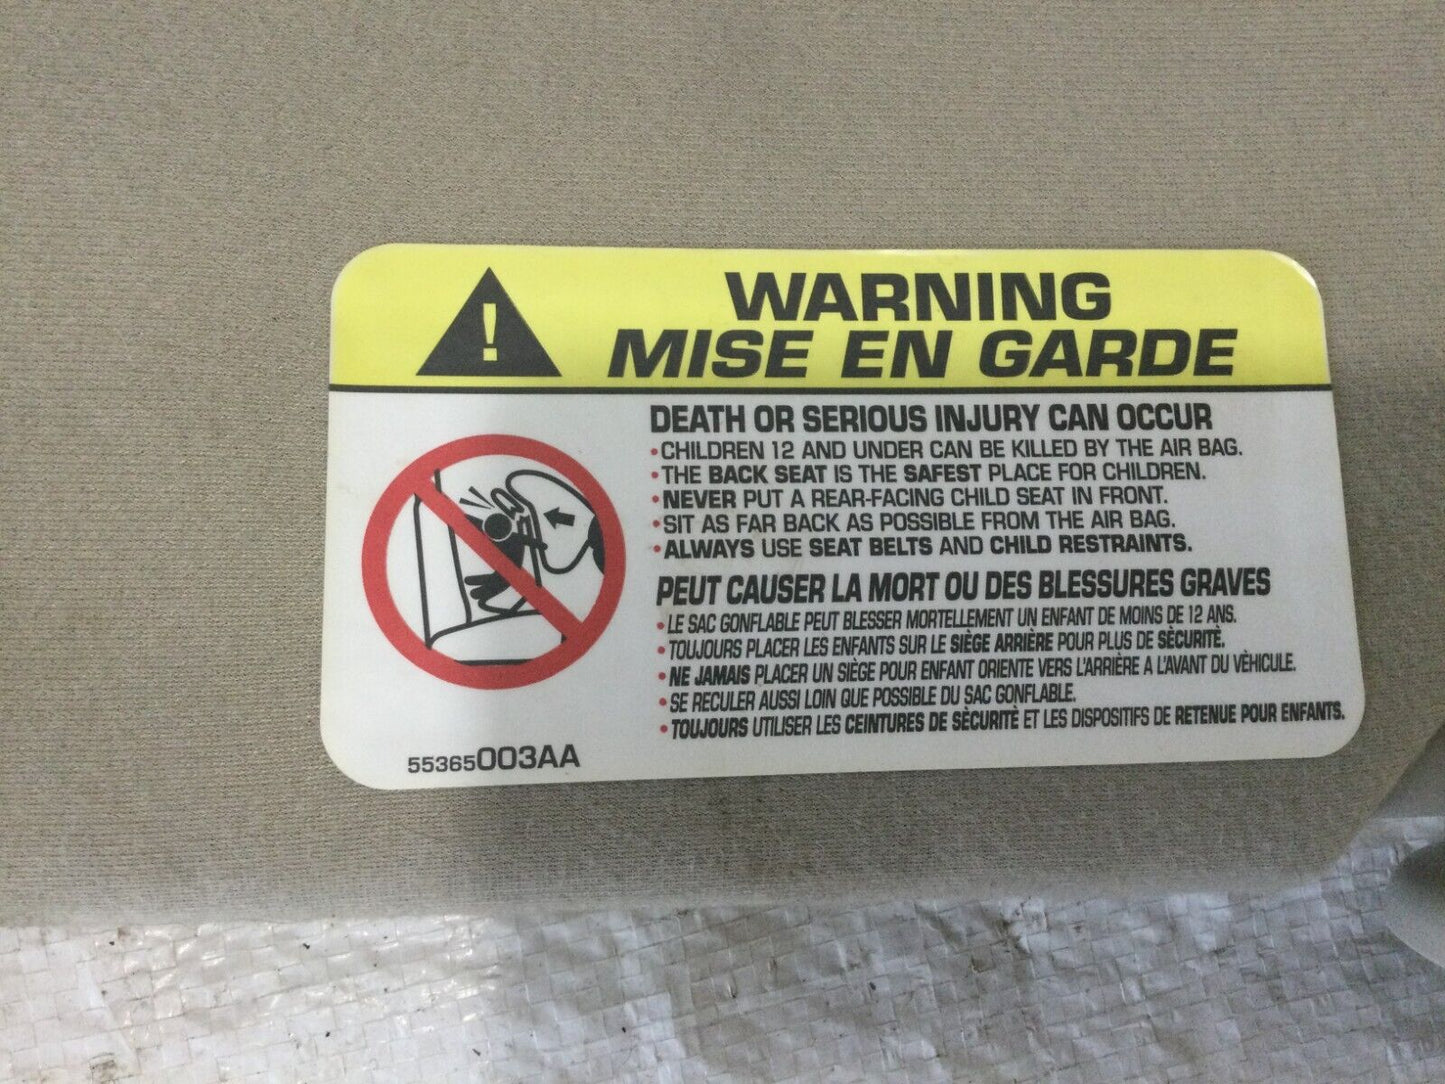 !
WARNING
MISE EN GARDE
DEATH OR SERIOUS INJURY CAN OCCUR
•CHILDREN 12 AND UNDER CAN BE KILLED BY THE AIR BAG.
•THE BACK SEAT IS THE SAFEST PLACE FOR CHILDREN.
•NEVER PUT A REAR-FACING CHILD SEAT IN FRONT.
•SIT AS FAR BACK AS POSSIBLE FROM THE AIR BAG.
•ALWAYS USE SEAT BELTS AND CHILD RESTRAINTS.
PEUT CAUSER LA MORT OU DES BLESSURES GRAVES
•LE SAC GONFLABLE PEUT BLESSER MORTELLEMENT UN ENFANT DE MOINS DE 12 ANS.
•TOUJOURS PLACER LES ENFANTS SUR LE SIÈGE ARRIÈRE POUR PLUS DE SÈCURITÈ.
•NE JAMAIS PLACER UN SIÈGE POUR ENFANT ORIENTE VERS L'ARRIÈRE A L'AVANT DU VÈHICULE.
•SE RECULER AUSSI LOIN QUE POSSIBLE DU SAC GONFLABLE.
•TOUJOURS UTILISER LES CEINTURES DE SÈCURITÈ ET LES DISPOSITIFS DE RETENUE POUR ENFANTS.
55365003AA